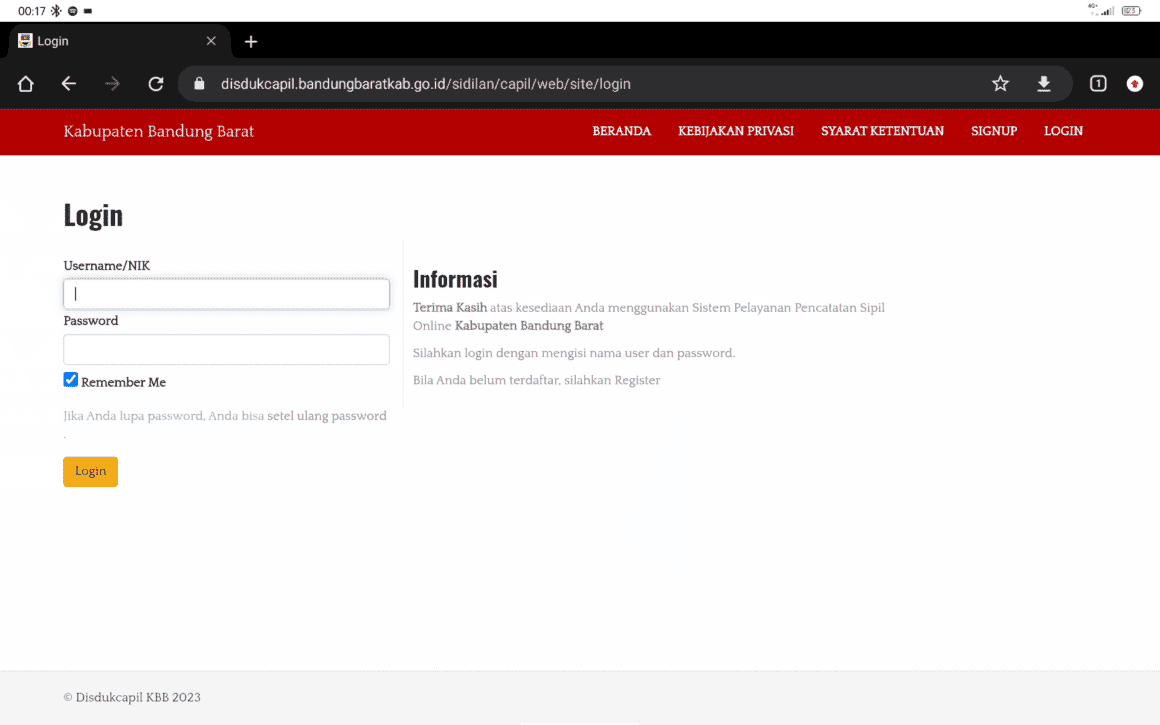 00:17
Login
disdukcapil.bandungbaratkab.go.id/sidilan/capil/web/site/login
1
Kabupaten Bandung Barat
BERANDA KEBIJAKAN PRIVASI SYARAT KETENTUAN SIGNUP LOGIN
Login
Username/NIK
Password
Remember Me
Jika Anda lupa password, Anda bisa setel ulang password
.
Login
Informasi
Terima Kasih atas kesediaan Anda menggunakan Sistem Pelayanan Pencatatan Sipil
Online Kabupaten Bandung Barat
Silahkan login dengan mengisi nama user dan password.
Bila Anda belum terdaftar, silahkan Register
© Disdukcapil KBB 2023